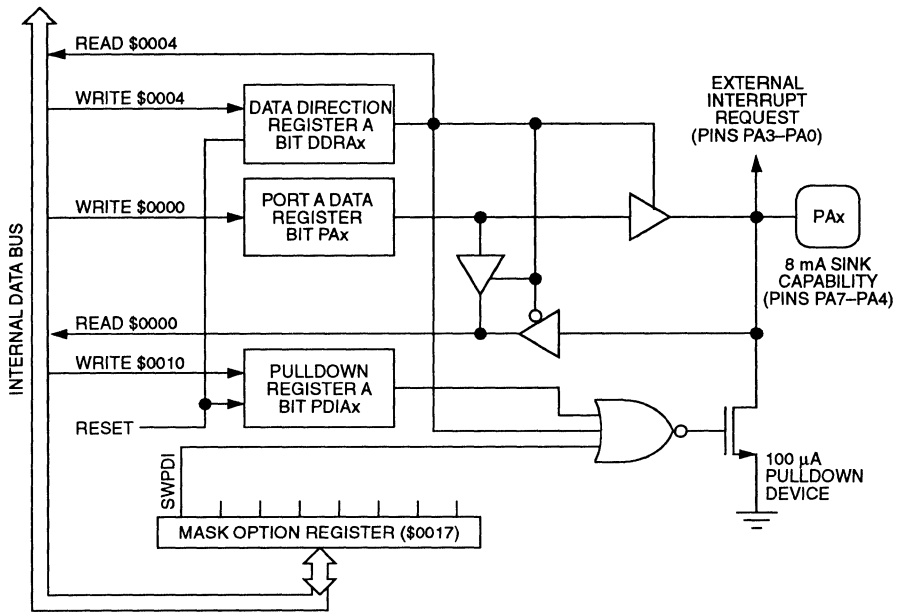 READ $0004
WRITE $0004
DATA DIRECTION
REGISTER A
BIT DDRAx
EXTERNAL
INTERRUPT
REQUEST
(PINS PA3–PA0)
WRITE $0000
PORT A DATA
REGISTER
BIT PAx
PAx
8 mA SINK
CAPABILITY
(PINS PA7–PA4)
INTERNAL DATA BUS
READ $0000
WRITE $0010
PULLDOWN
REGISTER A
BIT PDIAx
RESET
SWPDI
100 µA
PULLDOWN
DEVICE
MASK OPTION REGISTER ($0017)